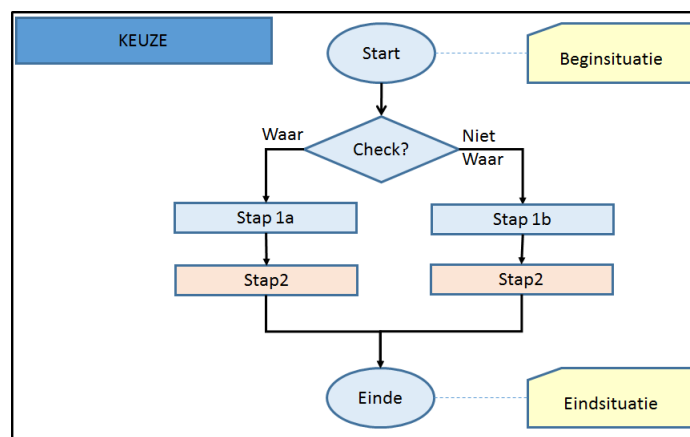 KEUZE
Start
Beginsituatie
Waar
Niet
Waar
Check?
Stap 1a
Stap 1b
Stap2
Stap2
Einde
Eindsituatie